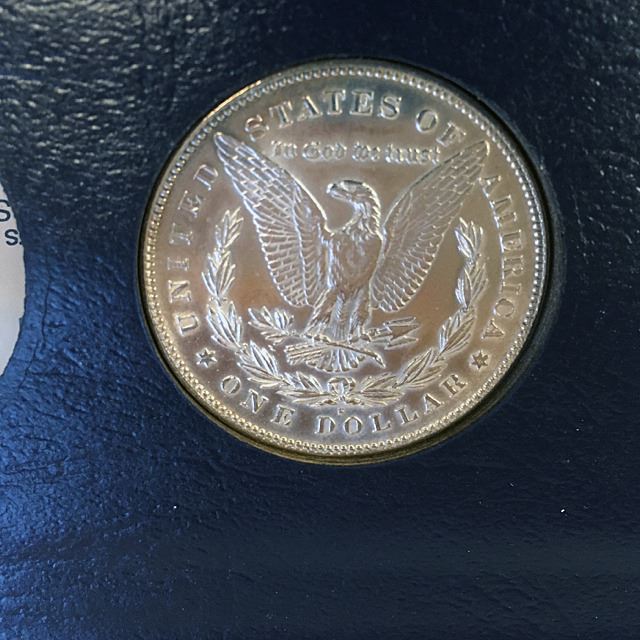 UNITED STATES OF AMERICA
In God we trust
ONE DOLLAR
S
S